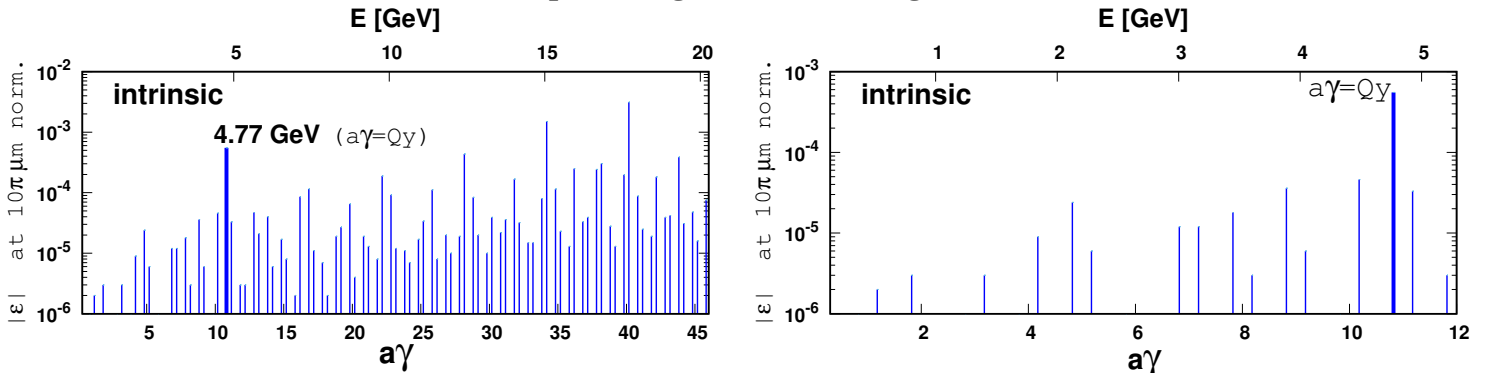 E [GeV]
5 10 15 20
10-2
10-3
10-4
10-5
10-6
|ε| at 10π μm norm.
intrinsic
4.77 GeV (aγ=Qy)
5 10 15 20 25 30 35 40 45
aγ
E [GeV]
1 2 3 4 5
10-3
10-4
10-5
10-6
|ε| at 10π μm norm.
intrinsic
aγ=Qy
2 4 6 8 10 12
aγ